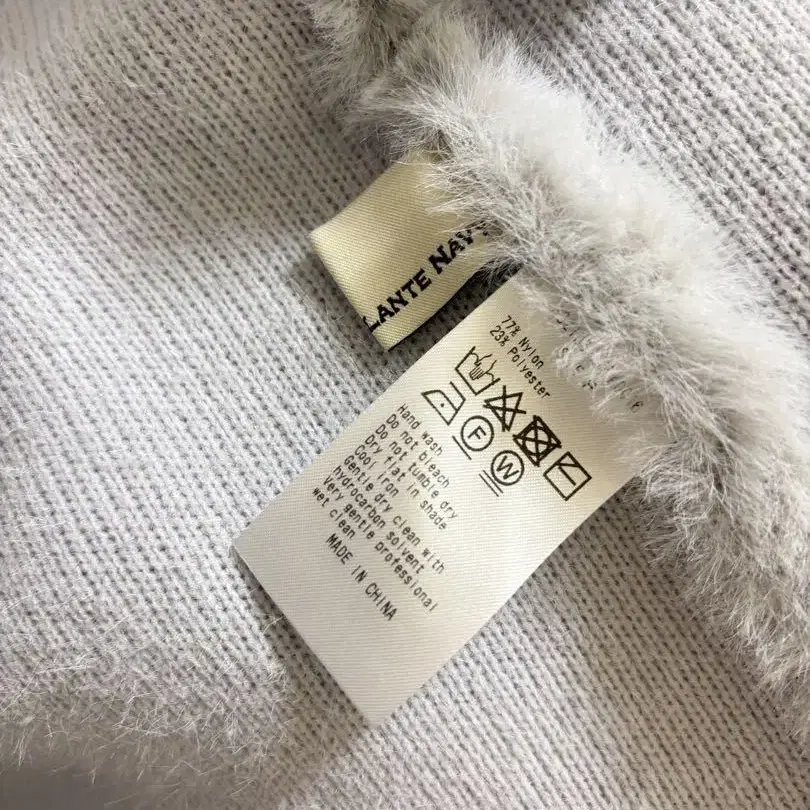 LANTE NAVY
77% Nylon
23% Polyester
F W
Hand wash
Do not bleach
Do not tumble dry
Dry flat in shade
Cool iron
Gentle dry clean with
hydrocarbon solvent
Very gentle professional
wet clean
MADE IN CHINA